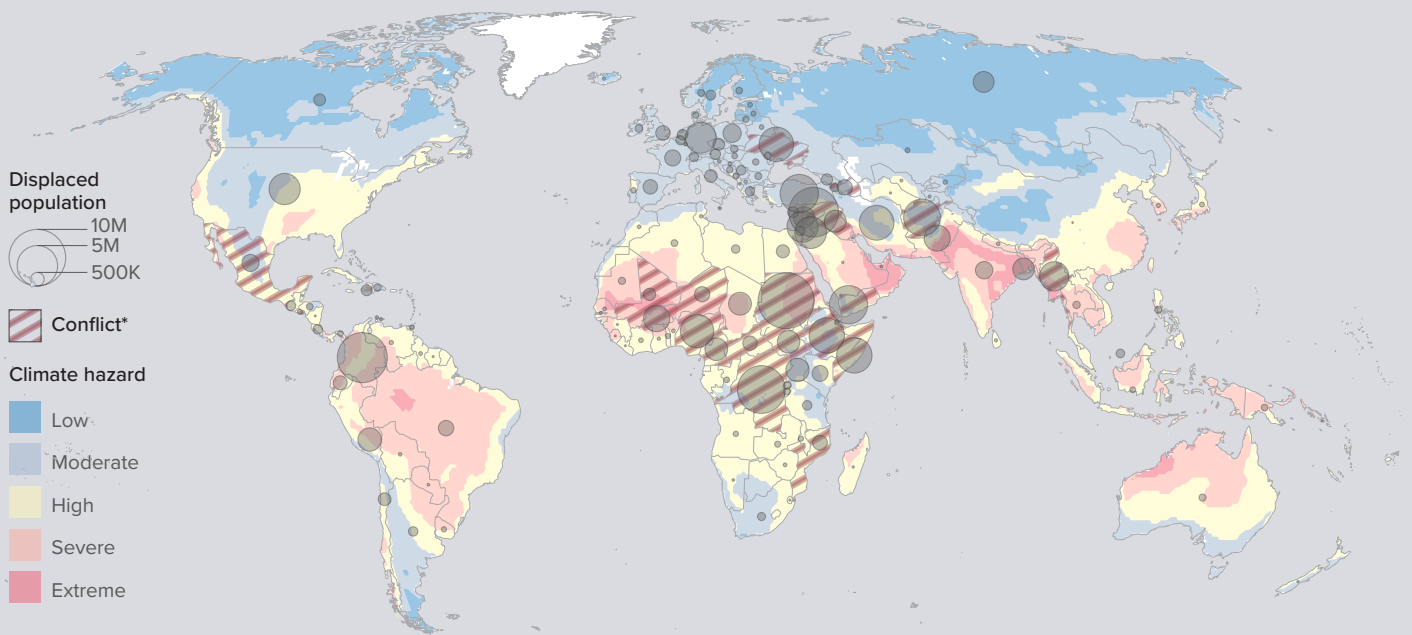 Displaced
population
10M
5M
500K
Conflict*
Climate hazard
Low
Moderate
High
Severe
Extreme